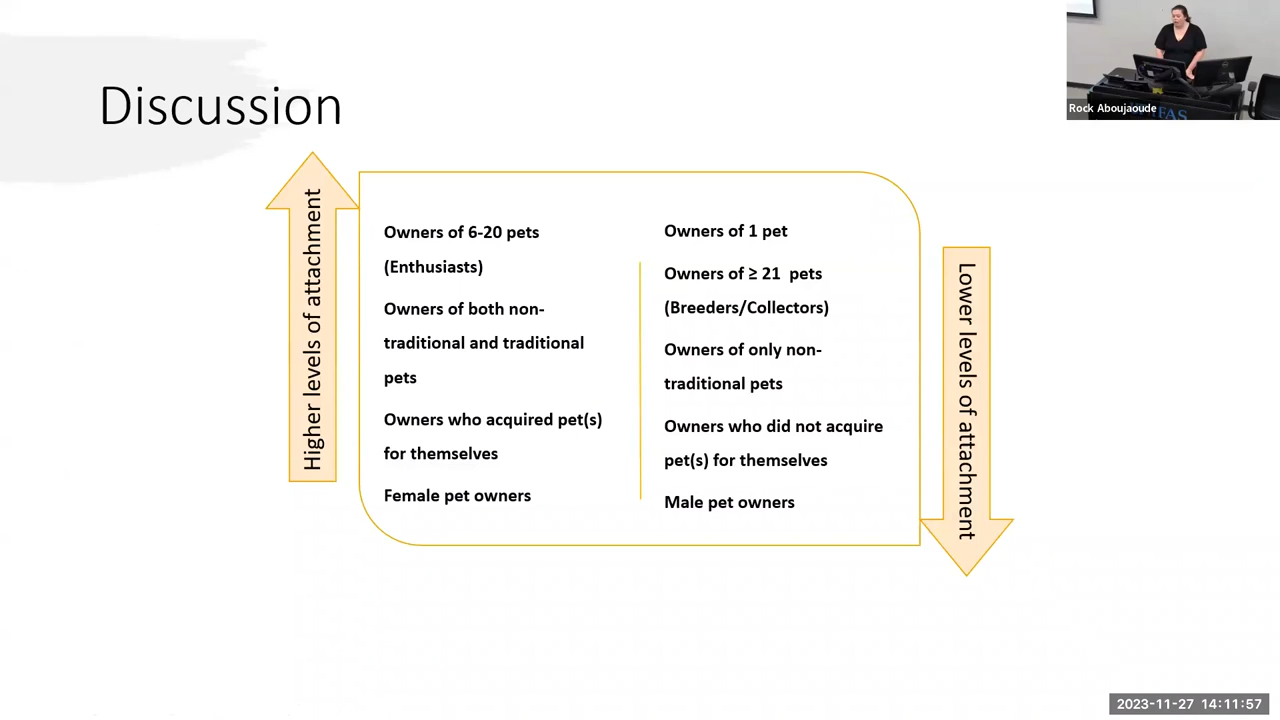 Discussion
Rock Aboujaoude
IFAS
Higher levels of attachment
Owners of 6-20 pets
(Enthusiasts)
Owners of both non-
traditional and traditional
pets
Owners who acquired pet(s)
for themselves
Female pet owners
Owners of 1 pet
Owners of ≥ 21 pets
(Breeders/Collectors)
Owners of only non-
traditional pets
Owners who did not acquire
pet(s) for themselves
Male pet owners
Lower levels of attachment
2023-11-27 14:11:57